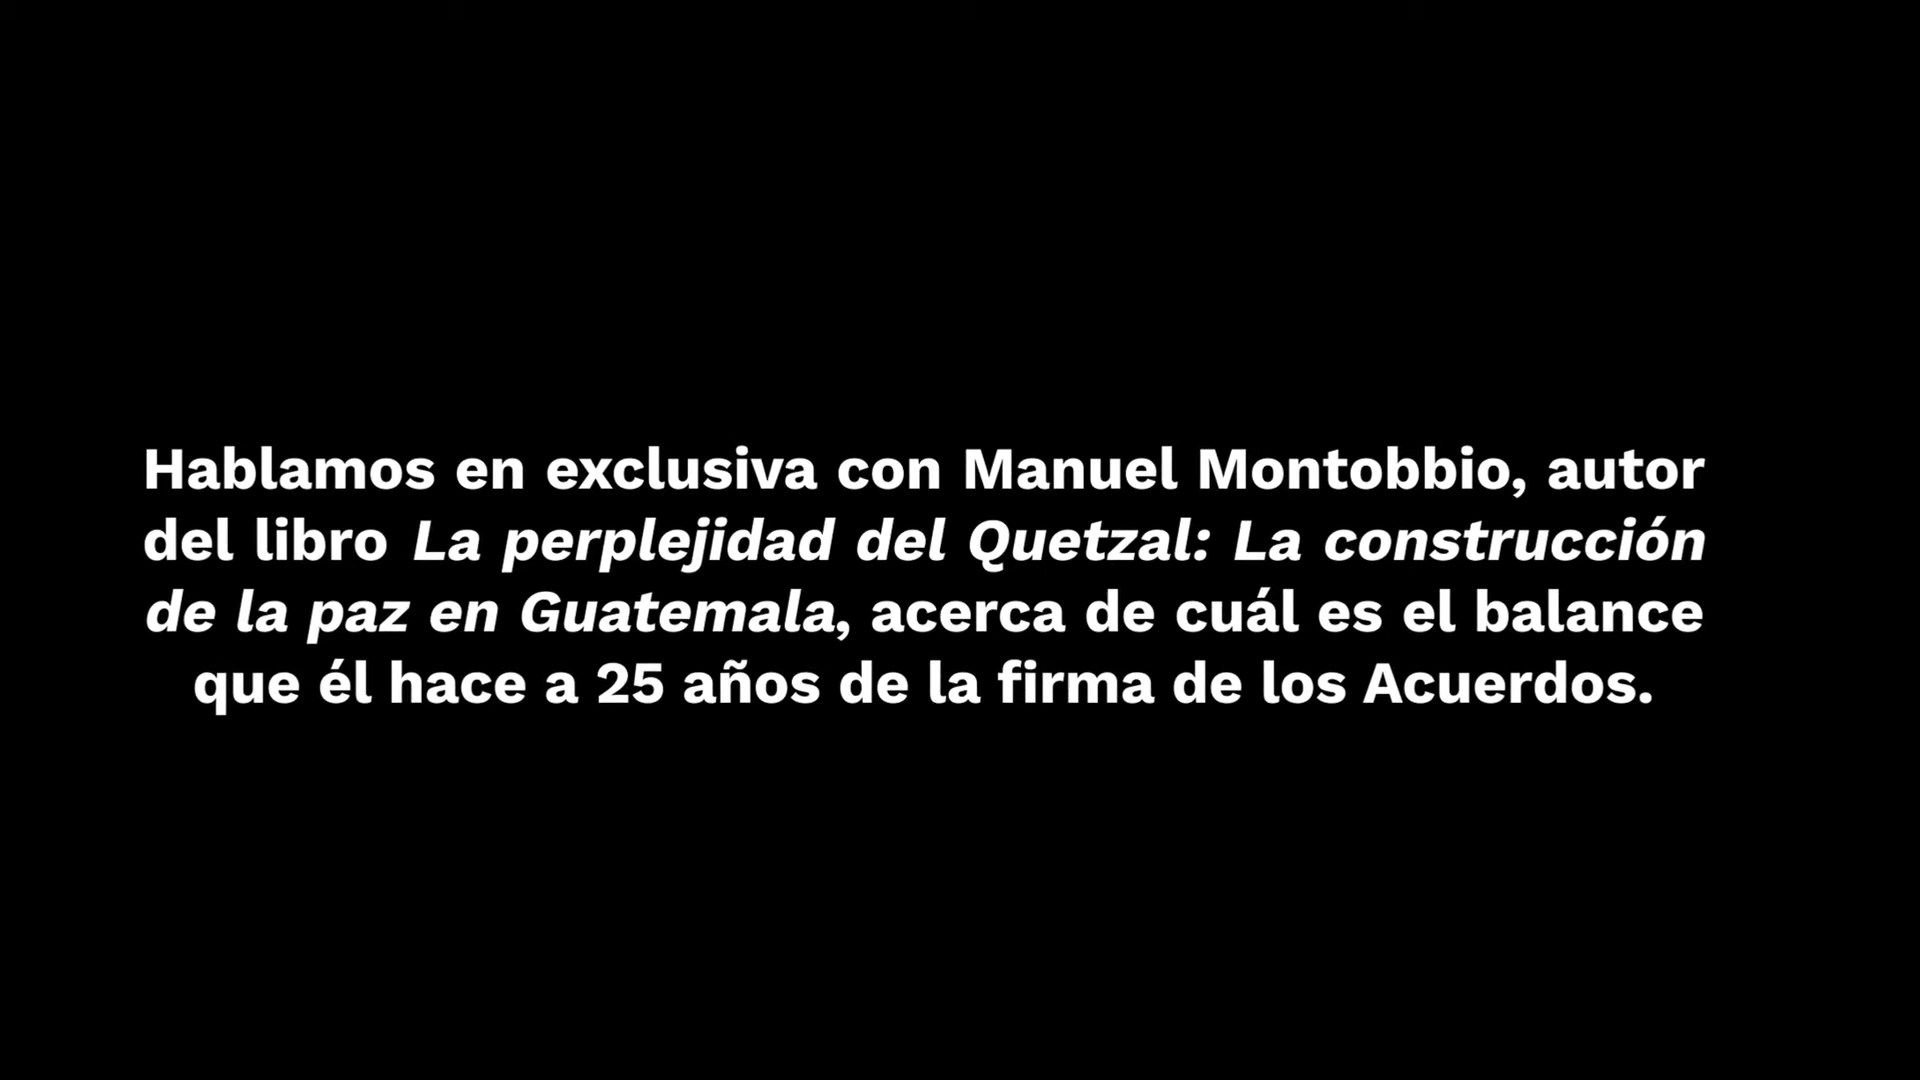 Hablamos en exclusiva con Manuel Montobbio, autor
del libro La perplejidad del Quetzal: La construcción
de la paz en Guatemala, acerca de cuál es el balance
que él hace a 25 años de la firma de los Acuerdos.